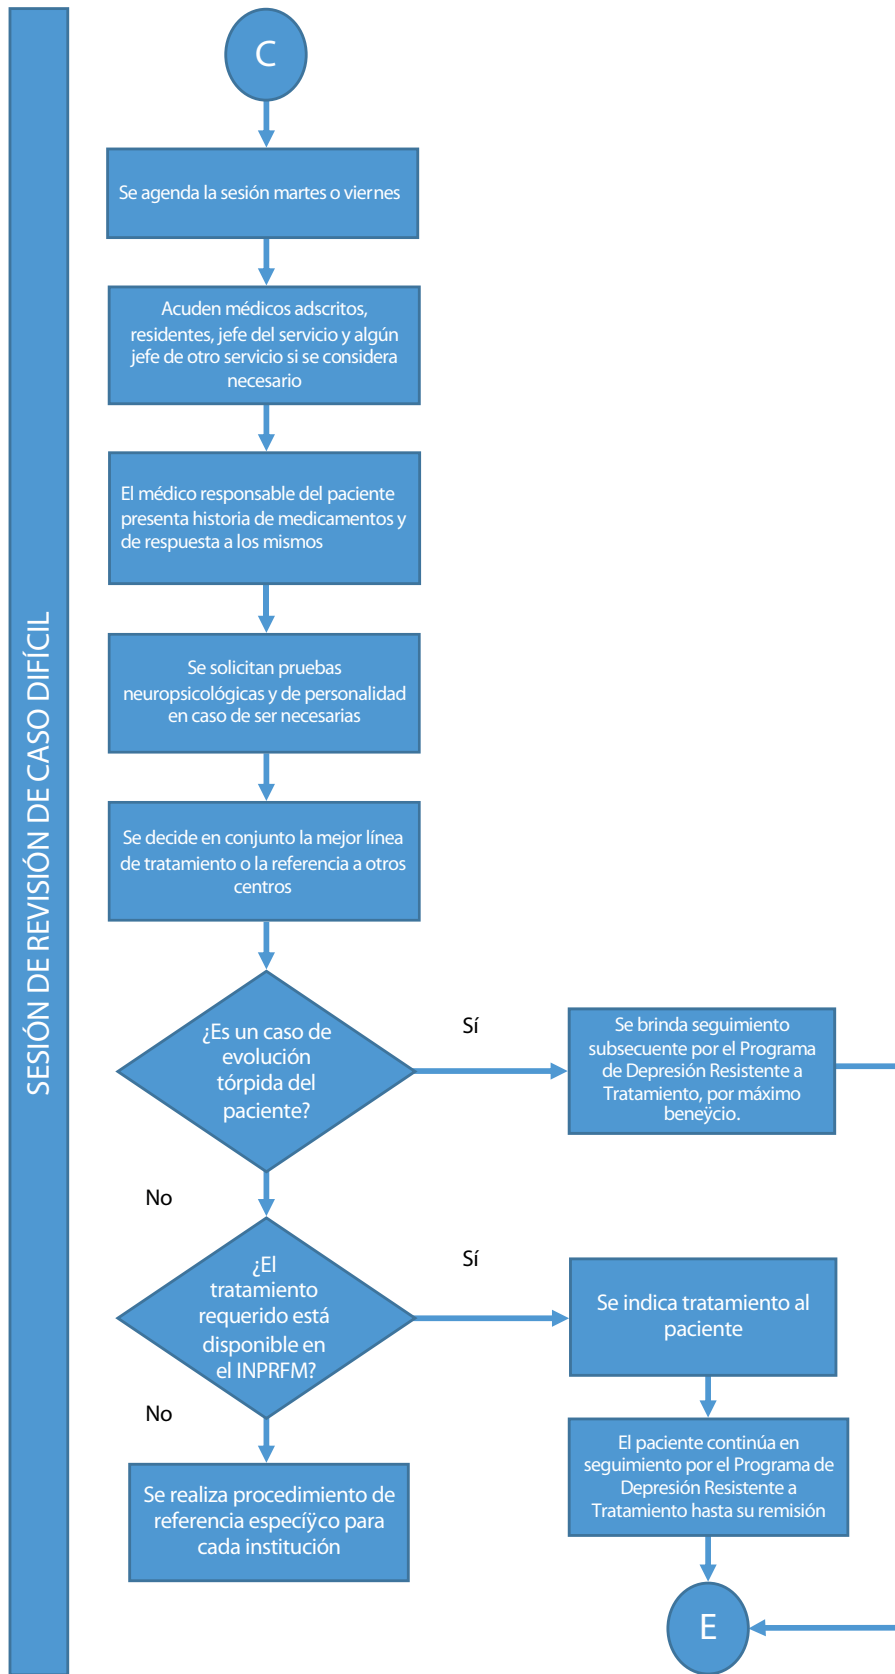 SESIÓN DE REVISIÓN DE CASO DIFÍCIL
C
Se agenda la sesión martes o viernes
Acuden médicos adscritos,
residentes, jefe del servicio y algún
jefe de otro servicio si se considera
necesario
El médico responsable del paciente
presenta historia de medicamentos y
de respuesta a los mismos
Se solicitan pruebas
neuropsicológicas y de personalidad
en caso de ser necesarias
Se decide en conjunto la mejor línea
de tratamiento o la referencia a otros
centros
¿Es un caso de
evolución
tórpida del
paciente?
Sí
Se brinda seguimiento
subsecuente por el Programa
de Depresión Resistente a
Tratamiento, por máximo
beneÿcio.
No
¿El
tratamiento
requerido está
disponible en
el INPRFM?
Sí
Se indica tratamiento al
paciente
No
Se realiza procedimiento de
referencia especíÿco para
cada institución
El paciente continúa en
seguimiento por el Programa de
Depresión Resistente a
Tratamiento hasta su remisión
E